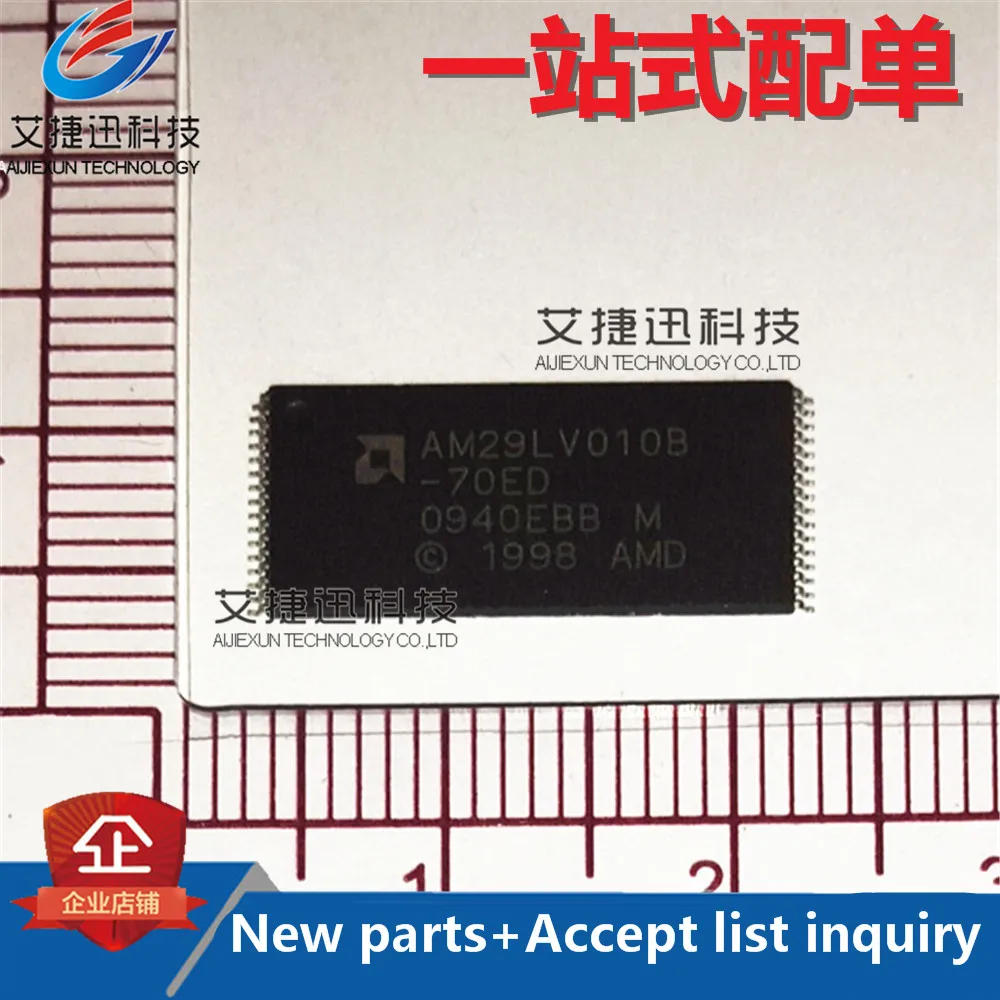 一站式配单
艾捷迅科技
AIJIEXUN TECHNOLOGY
艾捷迅科技
AIJIEXUN TECHNOLOGY CO.,LTD
AM29LV010B
-70ED
0940EBB M
© 1998 AMD
艾捷迅科技
AIJIEXUN TECHNOLOGY CO.,LTD
1
2
企
企业店铺
New parts+Accept list inquiry